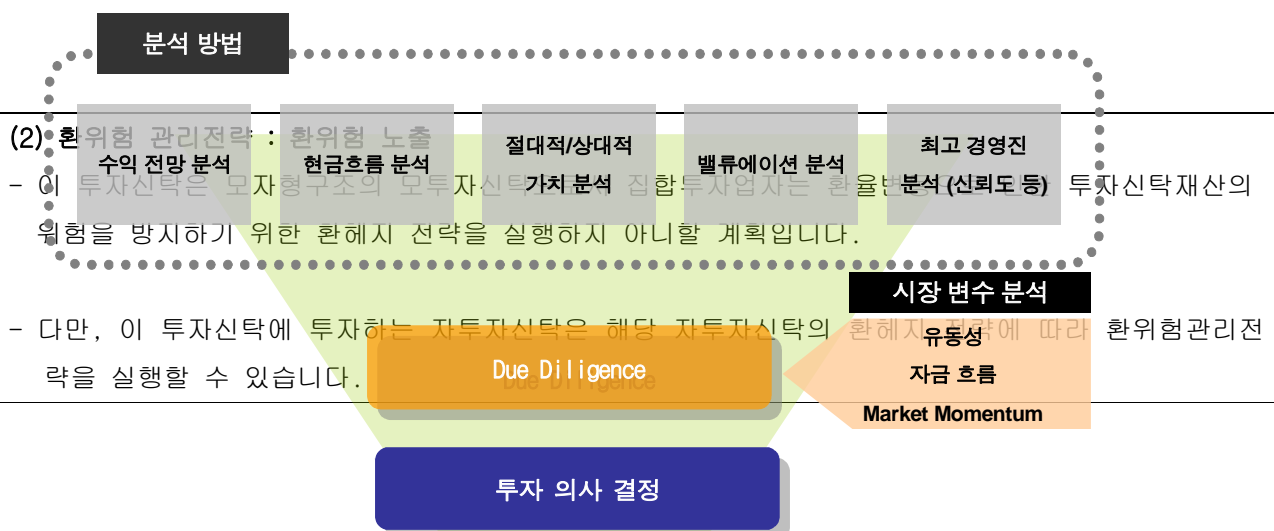 분석 방법
(2) 환위험 관리전략 : 환위험 노출
수익 전망 분석
현금흐름 분석
절대적/상대적
가치 분석
밸류에이션 분석
최고 경영진
분석 (신뢰도 등)
- 이 투자신탁은 모자형구조의 모투자신탁 집합투자업자는 환율변 투자신탁재산의
위험을 방지하기 위한 환헤지 전략을 실행하지 아니할 계획입니다.
시장 변수 분석
- 다만, 이 투자신탁에 투자하는 자투자신탁은 해당 자투자신탁의 환헤지 전략에 따라 환위험관리전
략을 실행할 수 있습니다.
유동성
자금 흐름
Market Momentum
Due Diligence
투자 의사 결정